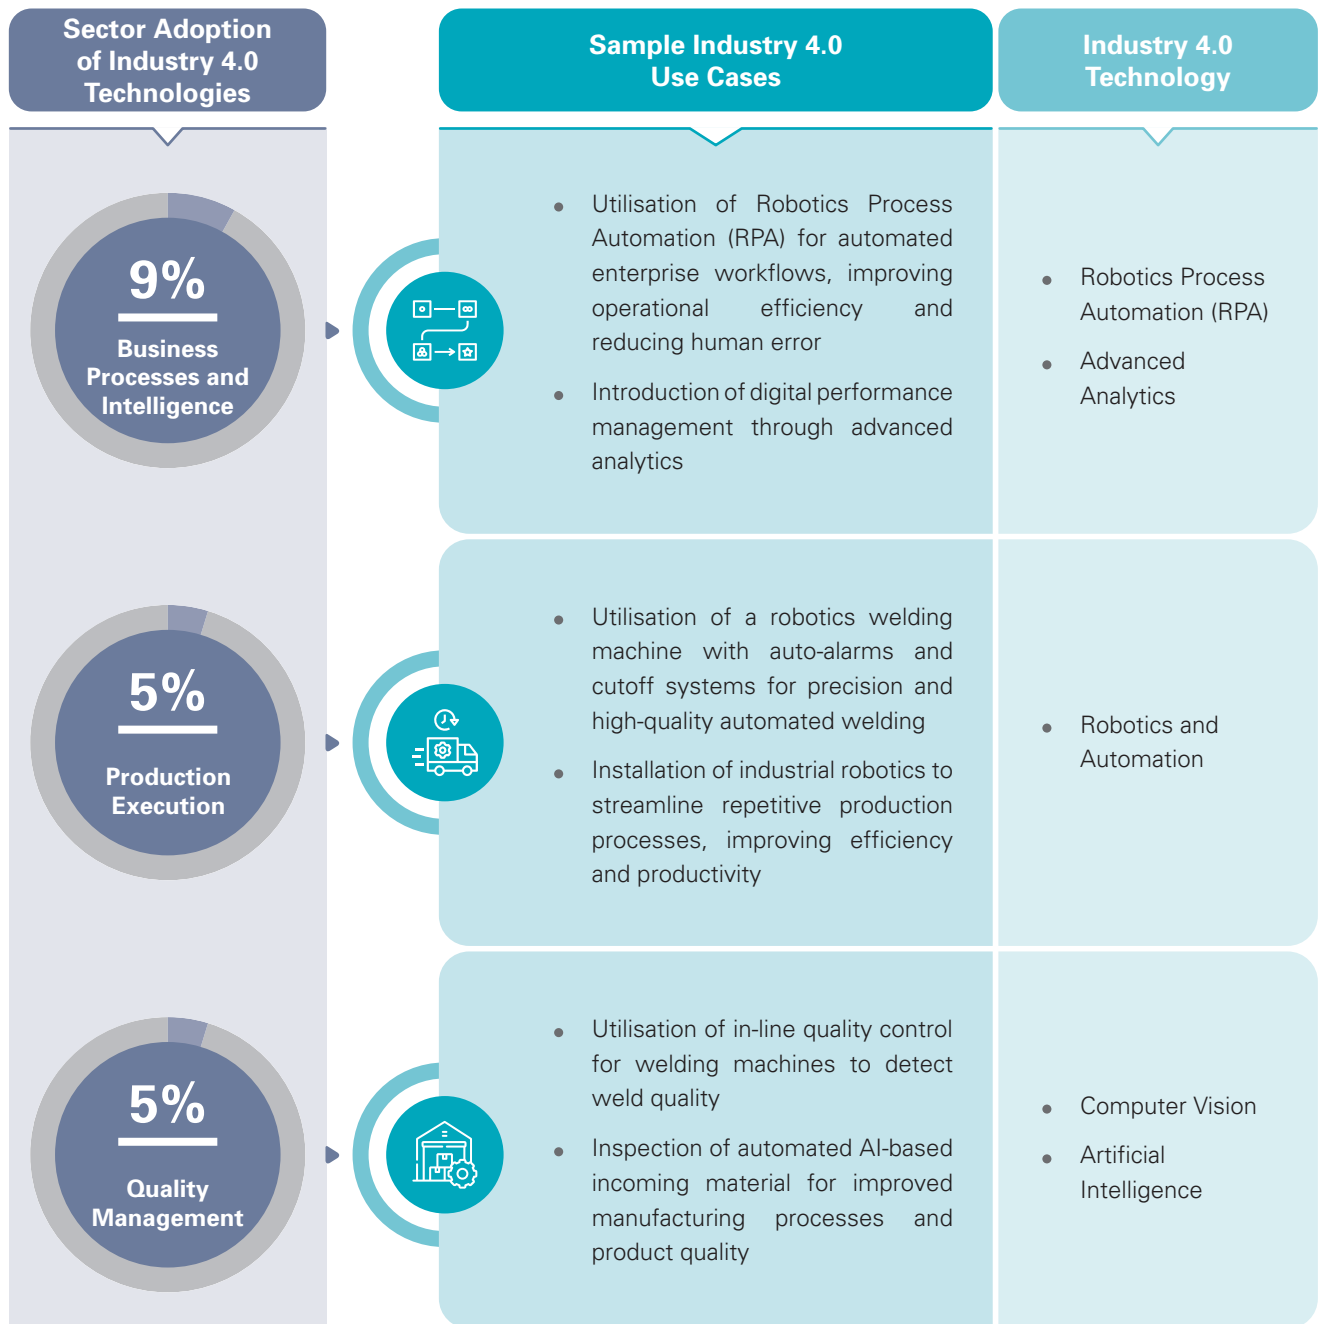 Sector Adoption
of Industry 4.0
Technologies
Sample Industry 4.0
Use Cases
Industry 4.0
Technology
9%
Business
Processes and
Intelligence
• Utilisation of Robotics Process
Automation (RPA) for automated
enterprise workflows, improving
operational efficiency and
reducing human error
• Introduction of digital performance
management through advanced
analytics
• Robotics Process
Automation (RPA)
• Advanced
Analytics
5%
Production
Execution
• Utilisation of a robotics welding
machine with auto-alarms and
cutoff systems for precision and
high-quality automated welding
• Installation of industrial robotics to
streamline repetitive production
processes, improving efficiency
and productivity
• Robotics and
Automation
5%
Quality
Management
• Utilisation of in-line quality control
for welding machines to detect
weld quality
• Inspection of automated AI-based
incoming material for improved
manufacturing processes and
product quality
• Computer Vision
• Artificial
Intelligence